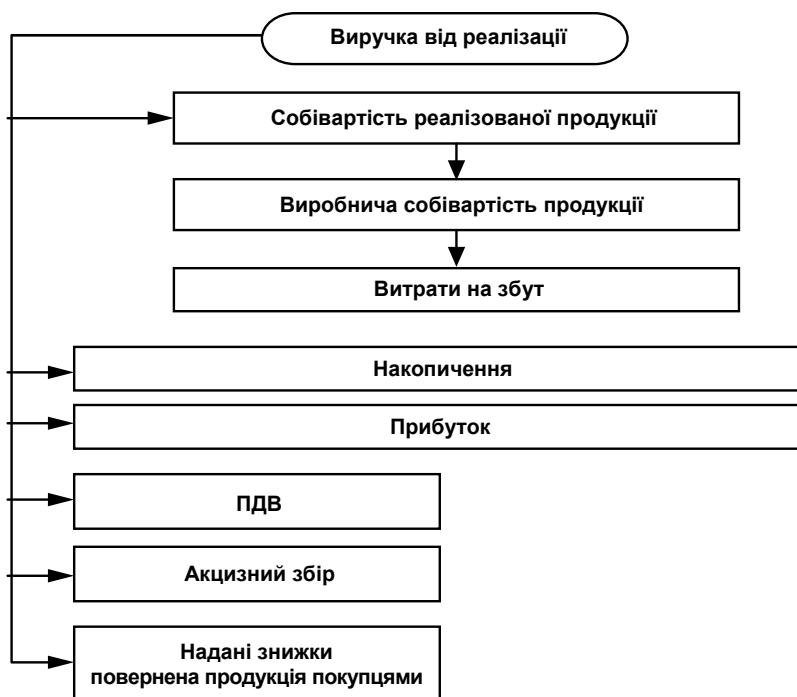 Виручка від реалізації
Собівартість реалізованої продукції
Виробнича собівартість продукції
Витрати на збут
Накопичення
Прибуток
ПДВ
Акцизний збір
Надані знижки
повернена продукція покупцями